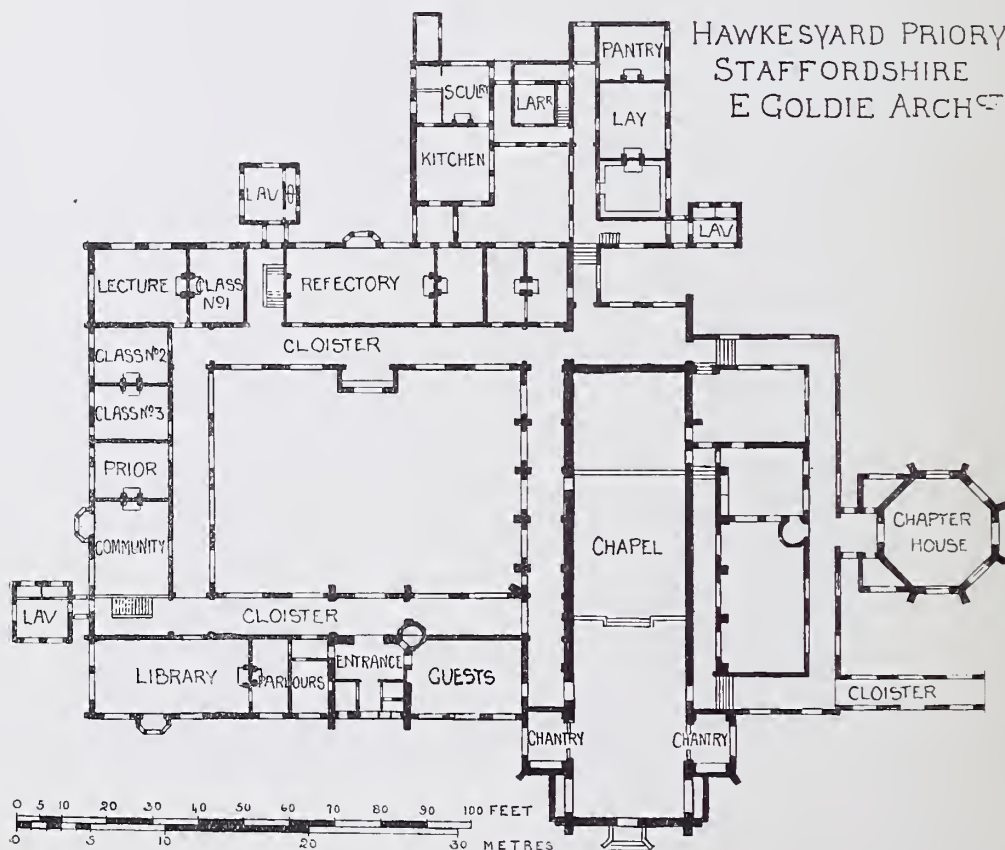 HAWKESYARD PRIORY
STAFFORDSHIRE
E GOLDIE ARCHCT
PANTRY
SCULRY
LARR
LAY
KITCHEN
LAV
LAV
LECTURE
CLASS
No1
REFECTORY
CLOISTER
CLASS No2
CLASS No3
PRIOR
COMMUNITY
CHAPEL
CHAPTER
HOUSE
LAV
CLOISTER
ENTRANCE
LIBRARY
PARLOURS
GUESTS
CLOISTER
CHANTRY
CHANTRY
0 5 10 20 30 40 50 60 70 80 90 100 FEET
0 5 10 20 30 METRES